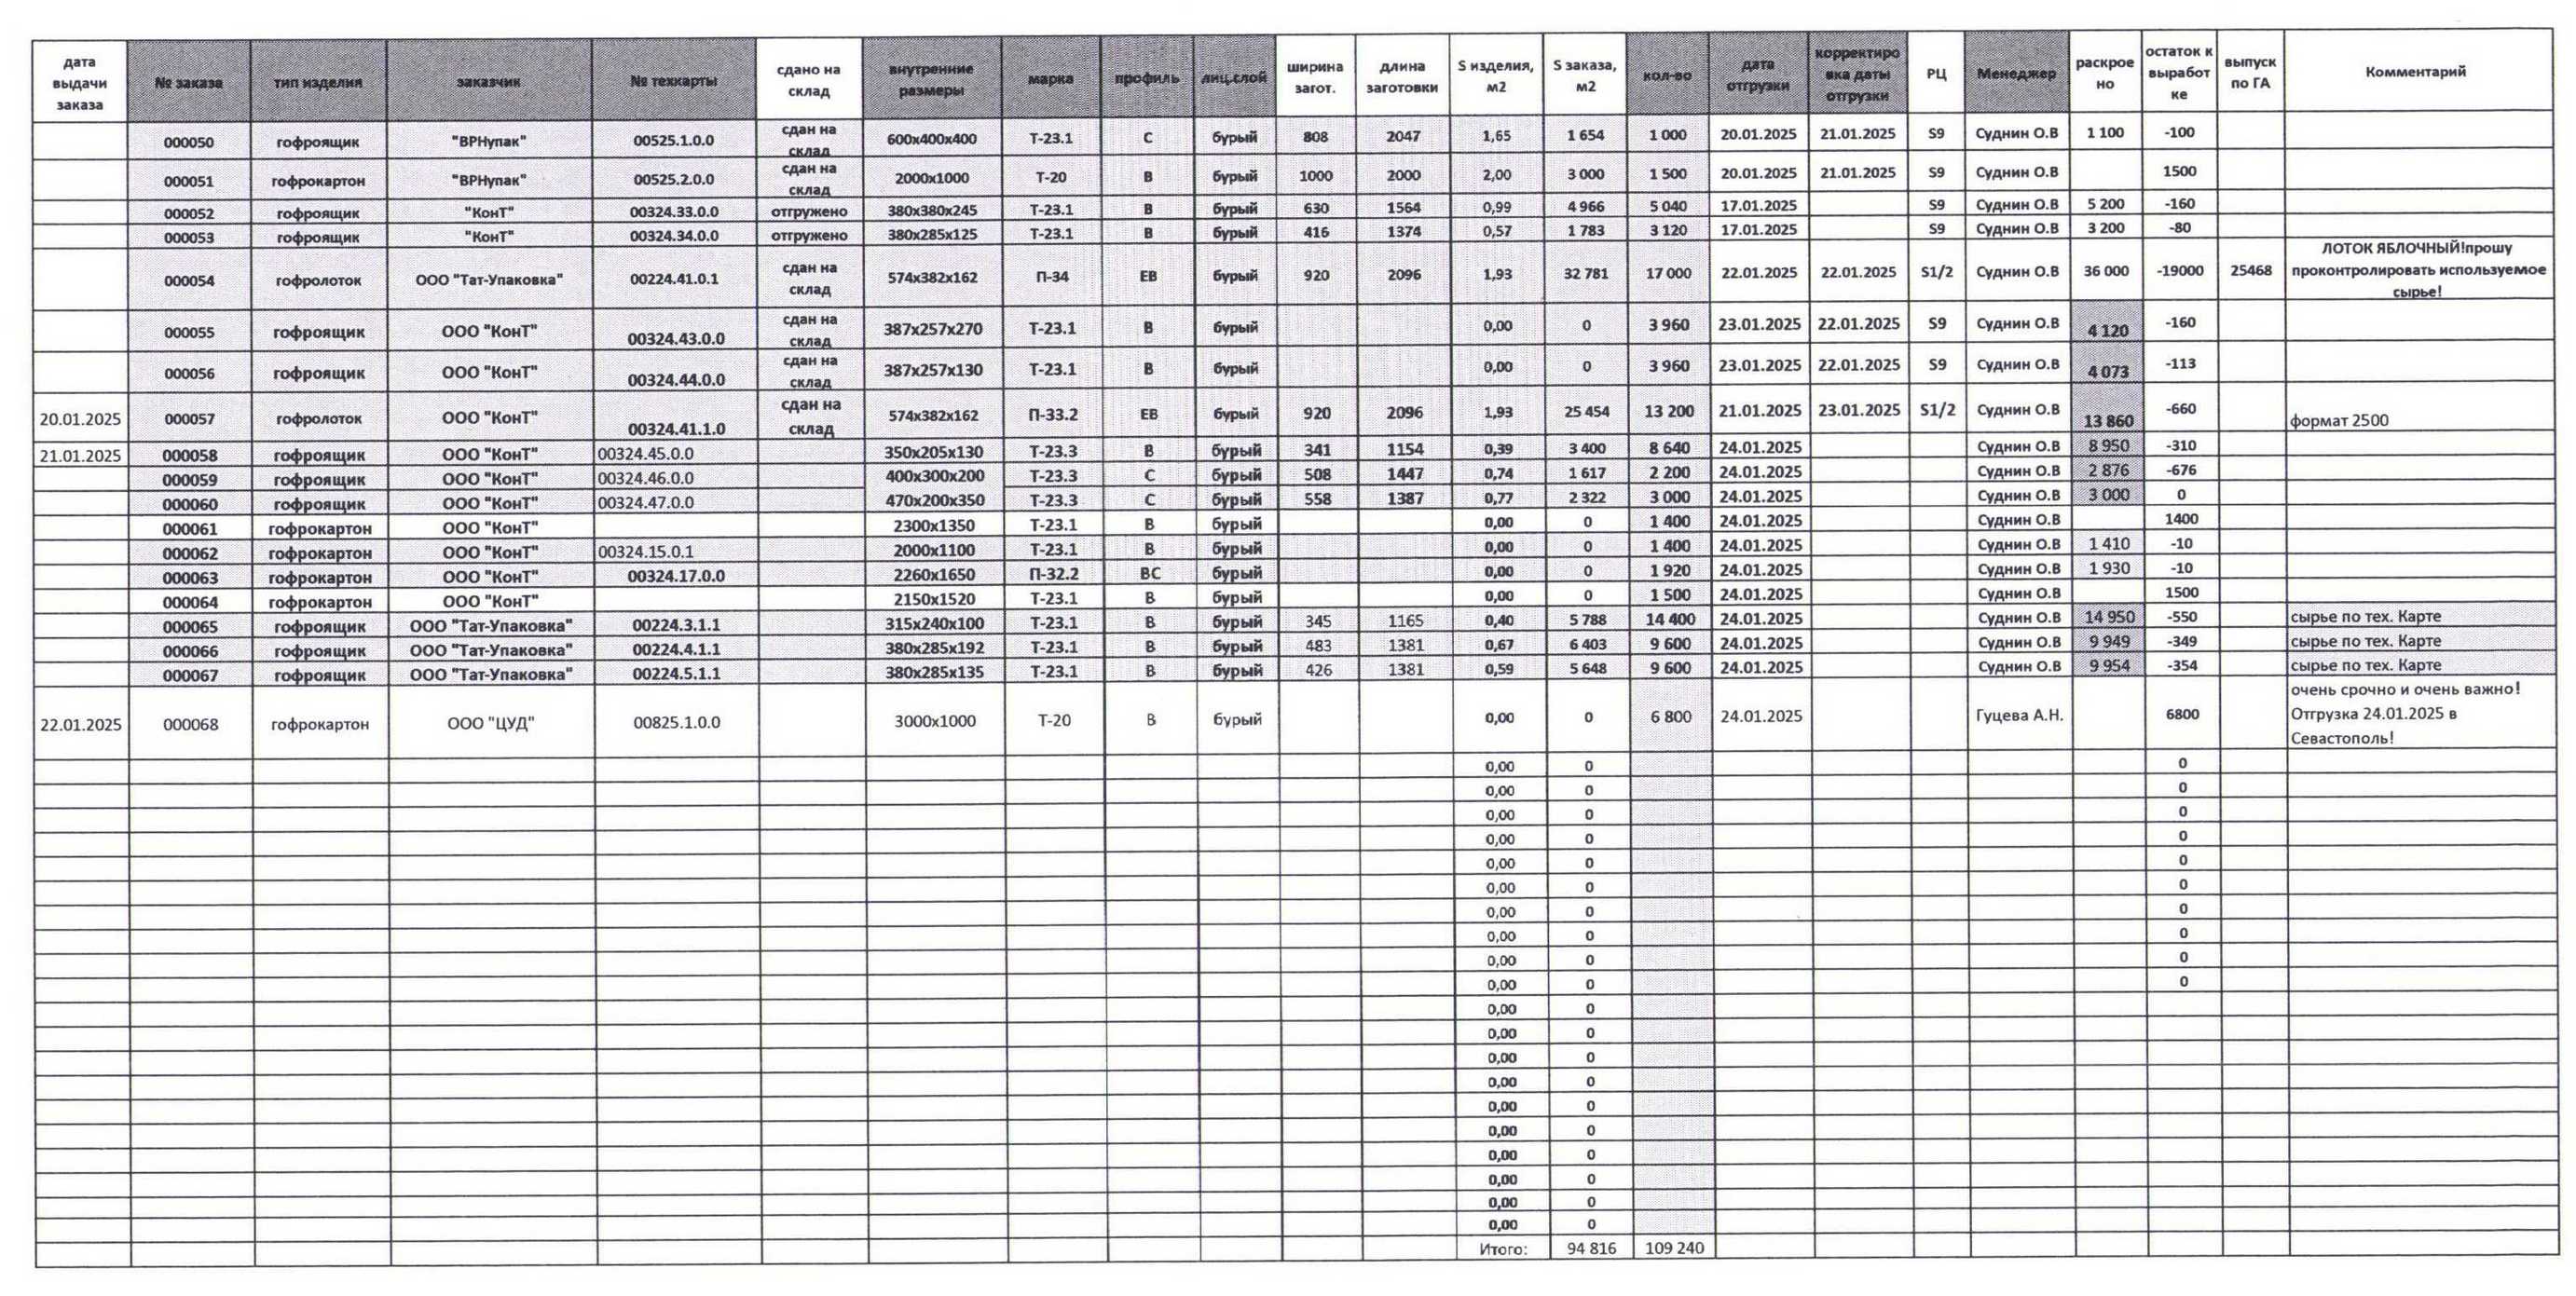 дата выдачи заказа | № заказа | тип изделия | заказчик | № техкарты | сдано на склад | внутренние размеры | марка | профиль | лиц.слой | ширина загот. | длина заготовки | S изделия, м2 | S заказа, м2 | кол-во | дата отгрузки | корректировка даты отгрузки | РЦ | Менеджер | раскроено | остаток к выработке | выпуск по ГА | Комментарий
000050 | гофроящик | "ВРНупак" | 00525.1.0.0 | сдан на склад | 600х400х400 | Т-23.1 | С | бурый | 808 | 2047 | 1,65 | 1 654 | 1 000 | 20.01.2025 | 21.01.2025 | S9 | Суднин О.В | 1 100 | -100
000051 | гофрокартон | "ВРНупак" | 00525.2.0.0 | сдан на склад | 2000х1000 | Т-20 | В | бурый | 1000 | 2000 | 2,00 | 3 000 | 1 500 | 20.01.2025 | 21.01.2025 | S9 | Суднин О.В | 1500
000052 | гофроящик | "КонТ" | 00324.33.0.0 | отгружено | 380х380х245 | Т-23.1 | В | бурый | 630 | 1564 | 0,99 | 4 966 | 5 040 | 17.01.2025 | S9 | Суднин О.В | 5 200 | -160
000053 | гофроящик | "КонТ" | 00324.34.0.0 | отгружено | 380х285х125 | Т-23.1 | В | бурый | 416 | 1374 | 0,57 | 1 783 | 3 120 | 17.01.2025 | S9 | Суднин О.В | 3 200 | -80
000054 | гофролоток | ООО "Тат-Упаковка" | 00224.41.0.1 | сдан на склад | 574х382х162 | П-34 | ЕВ | бурый | 920 | 2096 | 1,93 | 32 781 | 17 000 | 22.01.2025 | 22.01.2025 | S1/2 | Суднин О.В | 36 000 | -19000 | 25468 | ЛОТОК ЯБЛОЧНЫЙ!прошу проконтролировать используемое сырье!
000055 | гофроящик | ООО "КонТ" | 00324.43.0.0 | сдан на склад | 387х257х270 | Т-23.1 | В | бурый | 0,00 | 0 | 3 960 | 23.01.2025 | 22.01.2025 | S9 | Суднин О.В | 4 120 | -160
000056 | гофроящик | ООО "КонТ" | 00324.44.0.0 | сдан на склад | 387х257х130 | Т-23.1 | В | бурый | 0,00 | 0 | 3 960 | 23.01.2025 | 22.01.2025 | S9 | Суднин О.В | 4 073 | -113
20.01.2025 | 000057 | гофролоток | ООО "КонТ" | 00324.41.1.0 | сдан на склад | 574х382х162 | П-33.2 | ЕВ | бурый | 920 | 2096 | 1,93 | 25 454 | 13 200 | 21.01.2025 | 23.01.2025 | S1/2 | Суднин О.В | 13 860 | -660 | формат 2500
21.01.2025 | 000058 | гофроящик | ООО "КонТ" | 00324.45.0.0 | 350х205х130 | Т-23.3 | В | бурый | 341 | 1154 | 0,39 | 3 400 | 8 640 | 24.01.2025 | Суднин О.В | 8 950 | -310
000059 | гофроящик | ООО "КонТ" | 00324.46.0.0 | 400х300х200 | Т-23.3 | С | бурый | 508 | 1447 | 0,74 | 1 617 | 2 200 | 24.01.2025 | Суднин О.В | 2 876 | -676
000060 | гофроящик | ООО "КонТ" | 00324.47.0.0 | 470х200х350 | Т-23.3 | С | бурый | 558 | 1387 | 0,77 | 2 322 | 3 000 | 24.01.2025 | Суднин О.В | 3 000 | 0
000061 | гофрокартон | ООО "КонТ" | 2300х1350 | Т-23.1 | В | бурый | 0,00 | 0 | 1 400 | 24.01.2025 | Суднин О.В | 1400
000062 | гофрокартон | ООО "КонТ" | 00324.15.0.1 | 2000х1100 | Т-23.1 | В | бурый | 0,00 | 0 | 1 400 | 24.01.2025 | Суднин О.В | 1 410 | -10
000063 | гофрокартон | ООО "КонТ" | 00324.17.0.0 | 2260х1650 | П-32.2 | ВС | бурый | 0,00 | 0 | 1 920 | 24.01.2025 | Суднин О.В | 1 930 | -10
000064 | гофрокартон | ООО "КонТ" | 2150х1520 | Т-23.1 | В | бурый | 0,00 | 0 | 1 500 | 24.01.2025 | Суднин О.В | 1500
000065 | гофроящик | ООО "Тат-Упаковка" | 00224.3.1.1 | 315х240х100 | Т-23.1 | В | бурый | 345 | 1165 | 0,40 | 5 788 | 14 400 | 24.01.2025 | Суднин О.В | 14 950 | -550 | сырье по тех. Карте
000066 | гофроящик | ООО "Тат-Упаковка" | 00224.4.1.1 | 380х285х192 | Т-23.1 | В | бурый | 483 | 1381 | 0,67 | 6 403 | 9 600 | 24.01.2025 | Суднин О.В | 9 949 | -349 | сырье по тех. Карте
000067 | гофроящик | ООО "Тат-Упаковка" | 00224.5.1.1 | 380х285х135 | Т-23.1 | В | бурый | 426 | 1381 | 0,59 | 5 648 | 9 600 | 24.01.2025 | Суднин О.В | 9 954 | -354 | сырье по тех. Карте
22.01.2025 | 000068 | гофрокартон | ООО "ЦУД" | 00825.1.0.0 | 3000х1000 | Т-20 | В | бурый | 0,00 | 0 | 6 800 | 24.01.2025 | Гуцева А.Н. | 6800 | очень срочно и очень важно! Отгрузка 24.01.2025 в Севастополь!
0,00 | 0 | 0
0,00 | 0 | 0
0,00 | 0 | 0
0,00 | 0 | 0
0,00 | 0 | 0
0,00 | 0 | 0
0,00 | 0 | 0
0,00 | 0 | 0
0,00 | 0 | 0
0,00 | 0 | 0
0,00 | 0
0,00 | 0
0,00 | 0
0,00 | 0
0,00 | 0
0,00 | 0
0,00 | 0
0,00 | 0
0,00 | 0
0,00 | 0
Итого: | 94 816 | 109 240